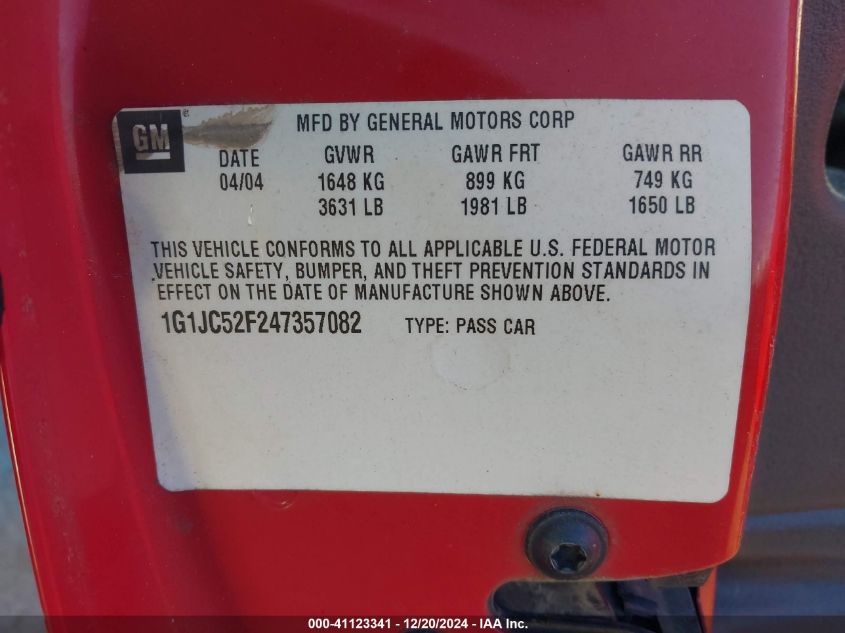 GM
®
MFD BY GENERAL MOTORS CORP
DATE GVWR GAWR FRT GAWR RR
04/04 1648 KG 899 KG 749 KG
3631 LB 1981 LB 1650 LB
THIS VEHICLE CONFORMS TO ALL APPLICABLE U.S. FEDERAL MOTOR
VEHICLE SAFETY, BUMPER, AND THEFT PREVENTION STANDARDS IN
EFFECT ON THE DATE OF MANUFACTURE SHOWN ABOVE.
1G1JC52F247357082 TYPE: PASS CAR
000-41123341 - 12/20/2024 - IAA Inc.